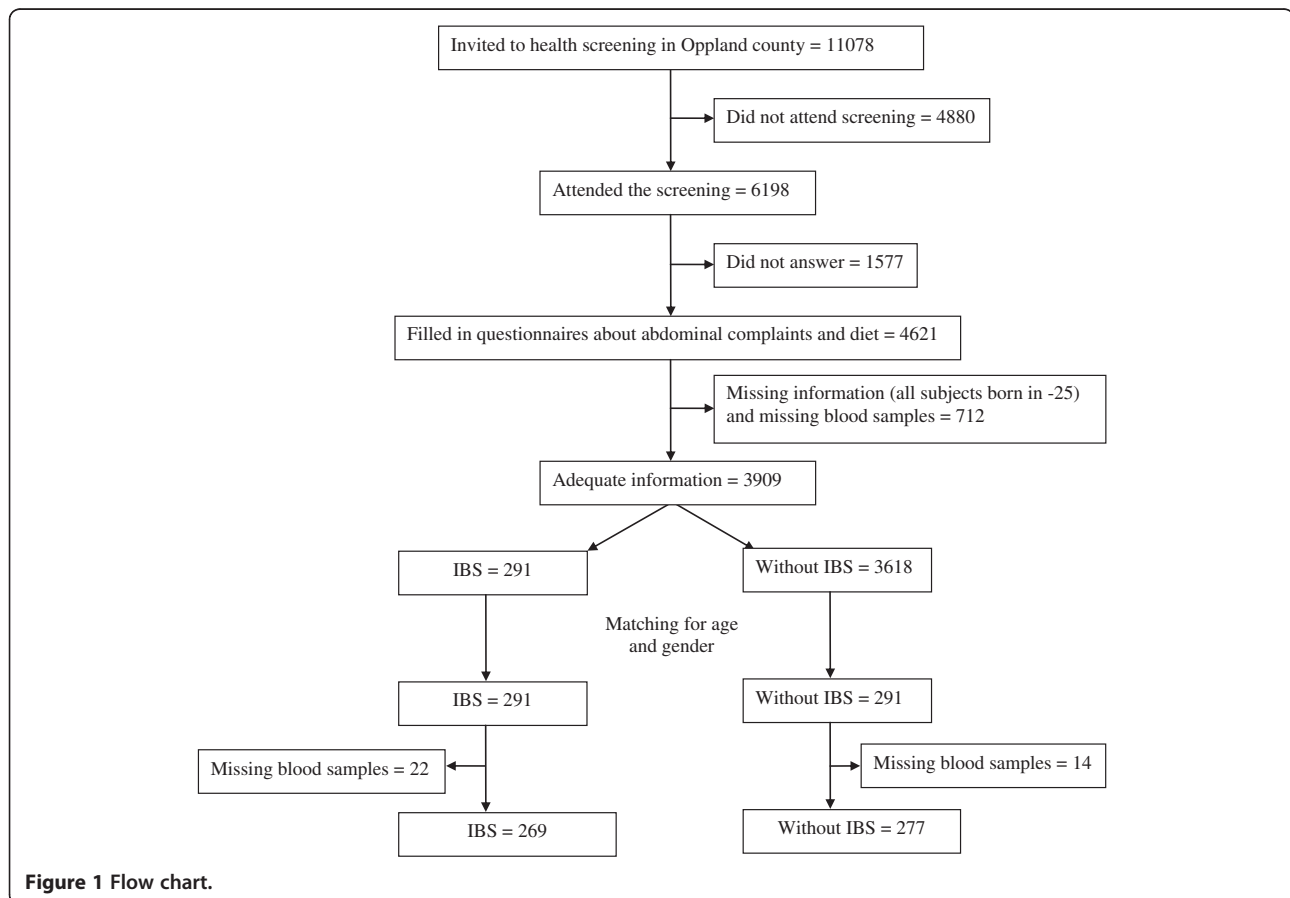 Invited to health screening in Oppland county = 11078
Did not attend screening = 4880
Attended the screening = 6198
Did not answer = 1577
Filled in questionnaires about abdominal complaints and diet = 4621
Missing information (all subjects born in -25)
and missing blood samples = 712
Adequate information = 3909
IBS = 291
Without IBS = 3618
Matching for age
and gender
IBS = 291
Without IBS = 291
Missing blood samples = 22
Missing blood samples = 14
IBS = 269
Without IBS = 277
Figure 1 Flow chart.